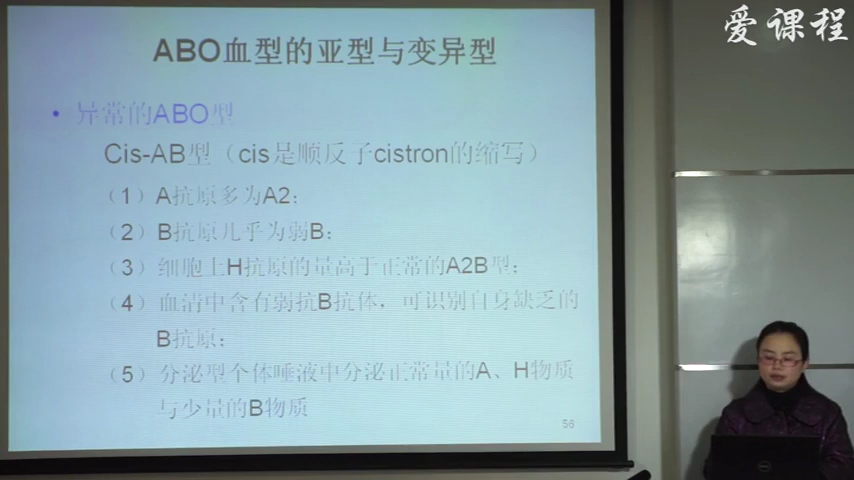 爱课程
ABO血型的亚型与变异型
• 异常的ABO型
Cis-AB型（cis是顺反子cistron的缩写）
（1）A抗原多为A2；
（2）B抗原几乎为弱B；
（3）细胞上H抗原的量高于正常的A2B型；
（4）血清中含有弱抗B抗体，可识别自身缺乏的
B抗原；
（5）分泌型个体唾液中分泌正常量的A、H物质
与少量的B物质
56
DELL